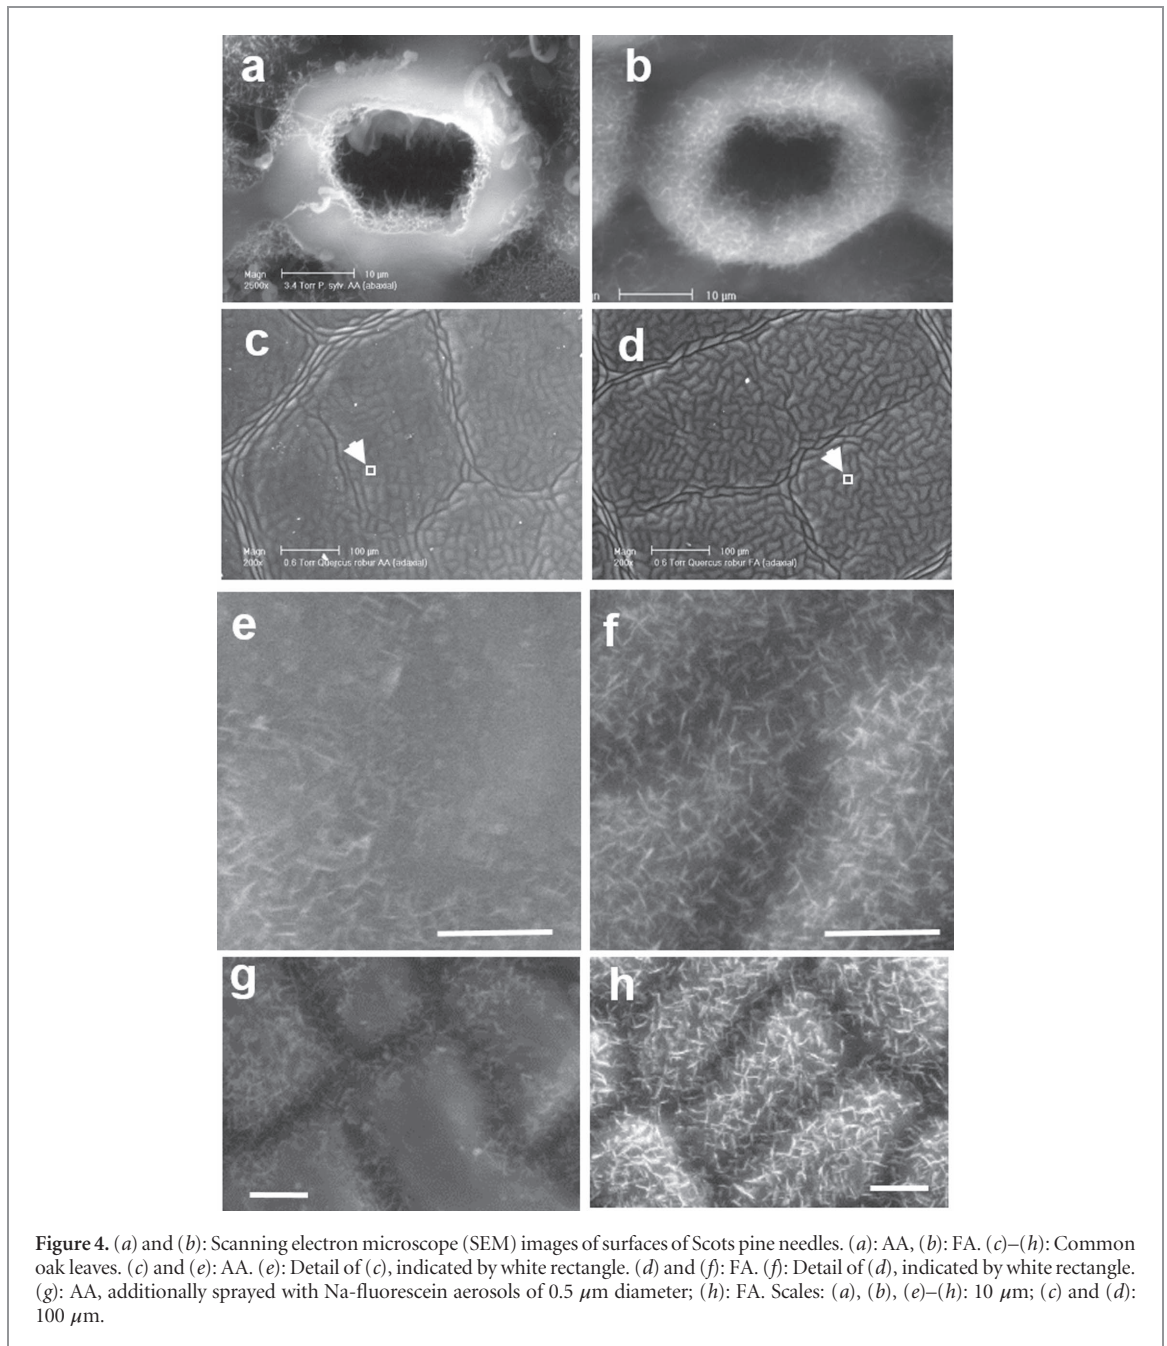 a
b
Magn
10 µm
2500x
3.4 Torr P. sylv. AA (abaxial)
n
10 µm
c
d
Magn
100 µm
200x
0.6 Torr Quercus robur AA (adaxial)
Magn
100 µm
200x
0.6 Torr Quercus robur FA (adaxial)
e
f
g
h
Figure 4. (a) and (b): Scanning electron microscope (SEM) images of surfaces of Scots pine needles. (a): AA, (b): FA. (c)–(h): Common
oak leaves. (c) and (e): AA. (e): Detail of (c), indicated by white rectangle. (d) and (f): FA. (f): Detail of (d), indicated by white rectangle.
(g): AA, additionally sprayed with Na-fluorescein aerosols of 0.5 µm diameter; (h): FA. Scales: (a), (b), (e)–(h): 10 µm; (c) and (d):
100 µm.